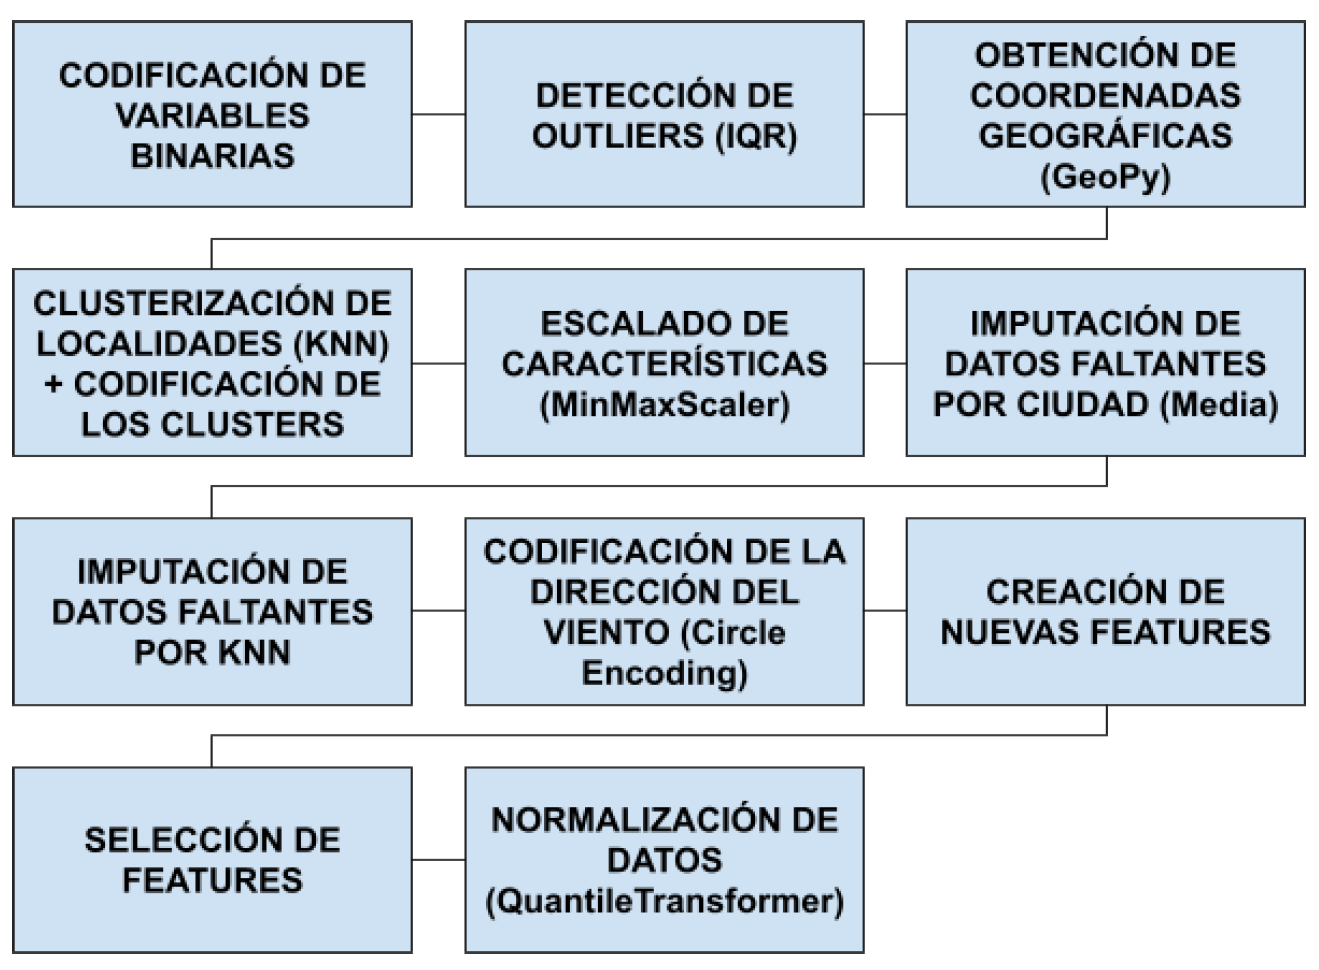 CODIFICACIÓN DE
VARIABLES
BINARIAS
DETECCIÓN DE
OUTLIERS (IQR)
OBTENCIÓN DE
COORDENADAS
GEOGRÁFICAS
(GeoPy)
CLUSTERIZACIÓN DE
LOCALIDADES (KNN)
+ CODIFICACIÓN DE
LOS CLUSTERS
ESCALADO DE
CARACTERÍSTICAS
(MinMaxScaler)
IMPUTACIÓN DE
DATOS FALTANTES
POR CIUDAD (Media)
IMPUTACIÓN DE
DATOS FALTANTES
POR KNN
CODIFICACIÓN DE LA
DIRECCIÓN DEL
VIENTO (Circle
Encoding)
CREACIÓN DE
NUEVAS FEATURES
SELECCIÓN DE
FEATURES
NORMALIZACIÓN DE
DATOS
(QuantileTransformer)